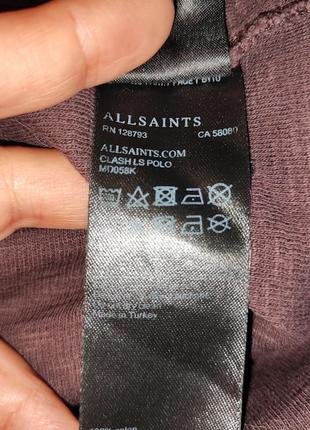 ALLSAINTS
RN 128793 CA 58080
ALLSAINTS.COM
CLASH LS POLO
MD058K
Made in Turkey